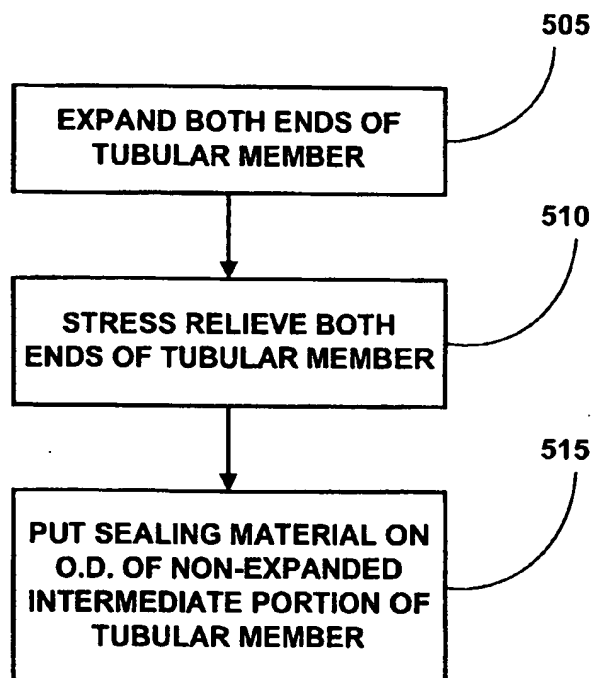 505
EXPAND BOTH ENDS OF
TUBULAR MEMBER
510
STRESS RELIEVE BOTH
ENDS OF TUBULAR MEMBER
515
PUT SEALING MATERIAL ON
O.D. OF NON-EXPANDED
INTERMEDIATE PORTION OF
TUBULAR MEMBER